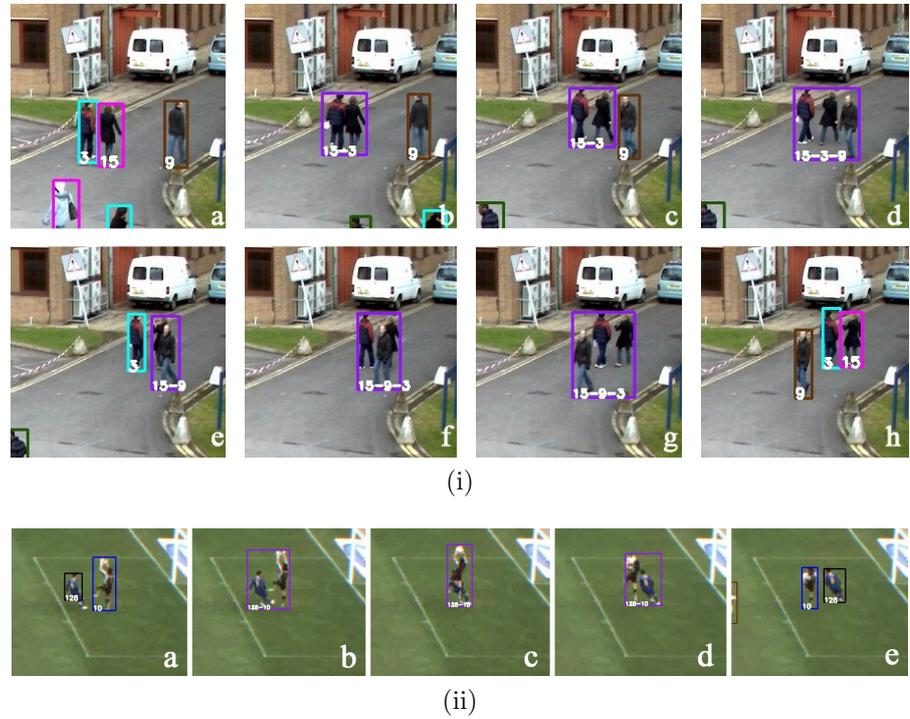 3 15 9 a
15-3 9 b
15-3 9 c
15-3-9 d
3 15-9 e
15-9-3 f
15-9-3 g
9 3 15 h
(i)
128 10 a
128-10 b
128-10 c
128-10 d
10 128 e
(ii)